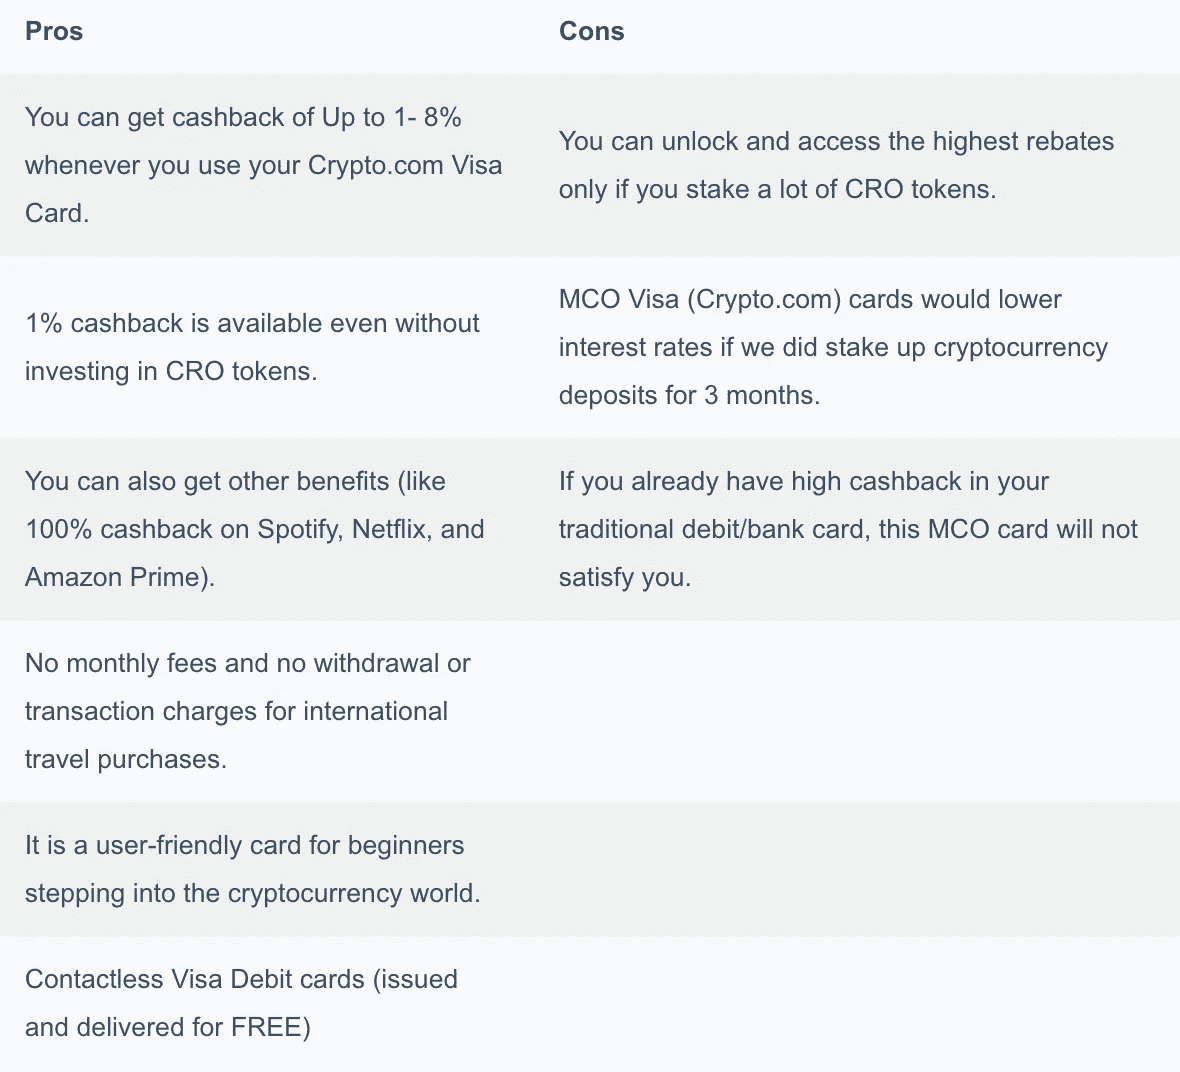 Pros
Cons
You can get cashback of Up to 1- 8%
whenever you use your Crypto.com Visa
Card.
You can unlock and access the highest rebates
only if you stake a lot of CRO tokens.
1% cashback is available even without
investing in CRO tokens.
MCO Visa (Crypto.com) cards would lower
interest rates if we did stake up cryptocurrency
deposits for 3 months.
You can also get other benefits (like
100% cashback on Spotify, Netflix, and
Amazon Prime).
If you already have high cashback in your
traditional debit/bank card, this MCO card will not
satisfy you.
No monthly fees and no withdrawal or
transaction charges for international
travel purchases.
It is a user-friendly card for beginners
stepping into the cryptocurrency world.
Contactless Visa Debit cards (issued
and delivered for FREE)